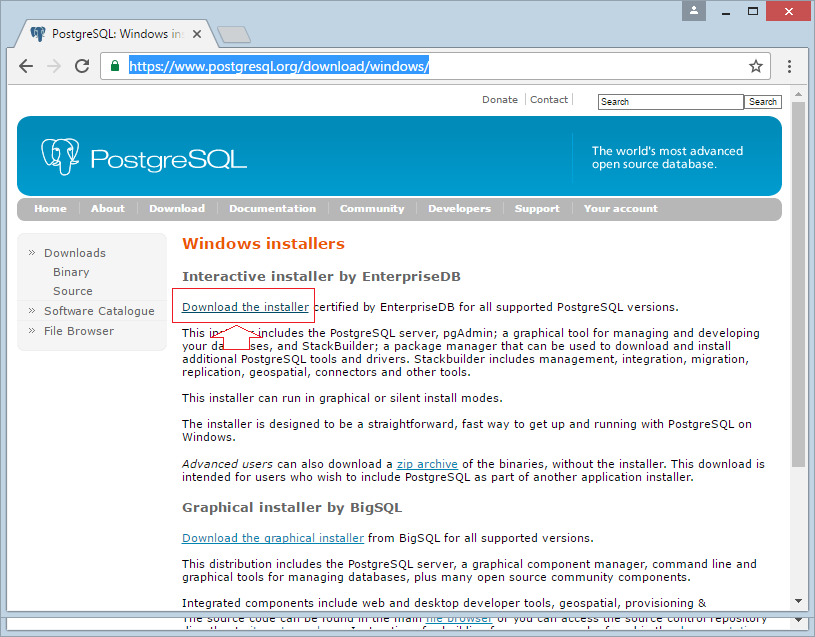 PostgreSQL: Windows ins
https://www.postgresql.org/download/windows/
Donate Contact Search Search
PostgreSQL
The world's most advanced
open source database.
Home About Download Documentation Community Developers Support Your account
» Downloads
Binary
Source
» Software Catalogue
» File Browser
Windows installers
Interactive installer by EnterpriseDB
Download the installer certified by EnterpriseDB for all supported PostgreSQL versions.
This includes the PostgreSQL server, pgAdmin; a graphical tool for managing and developing
your and StackBuilder; a package manager that can be used to download and install
additional PostgreSQL tools and drivers. Stackbuilder includes management, integration, migration,
replication, geospatial, connectors and other tools.
This installer can run in graphical or silent install modes.
The installer is designed to be a straightforward, fast way to get up and running with PostgreSQL on
Windows.
Advanced users can also download a zip archive of the binaries, without the installer. This download is
intended for users who wish to include PostgreSQL as part of another application installer.
Graphical installer by BigSQL
Download the graphical installer from BigSQL for all supported versions.
This distribution includes the PostgreSQL server, a graphical component manager, command line and
graphical tools for managing databases, plus many open source community components.
Integrated components include web and desktop developer tools, geospatial, provisioning &
The source code can be found in the main file browser or you can access the source control repository